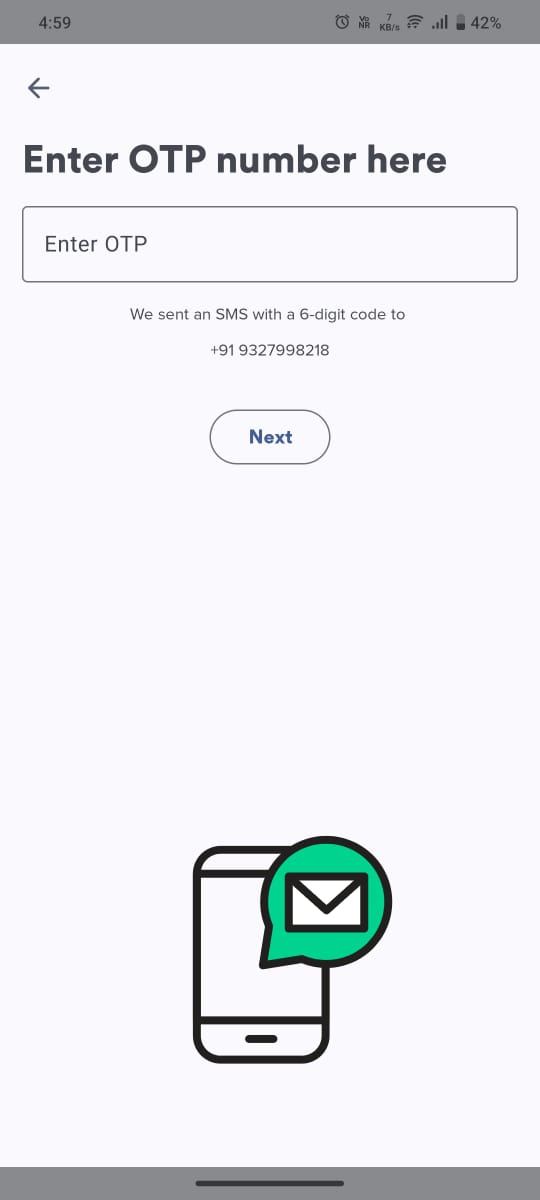 4:59
Vo
NR
7
KB/s
42%
Enter OTP number here
Enter OTP
We sent an SMS with a 6-digit code to
+91 9327998218
Next